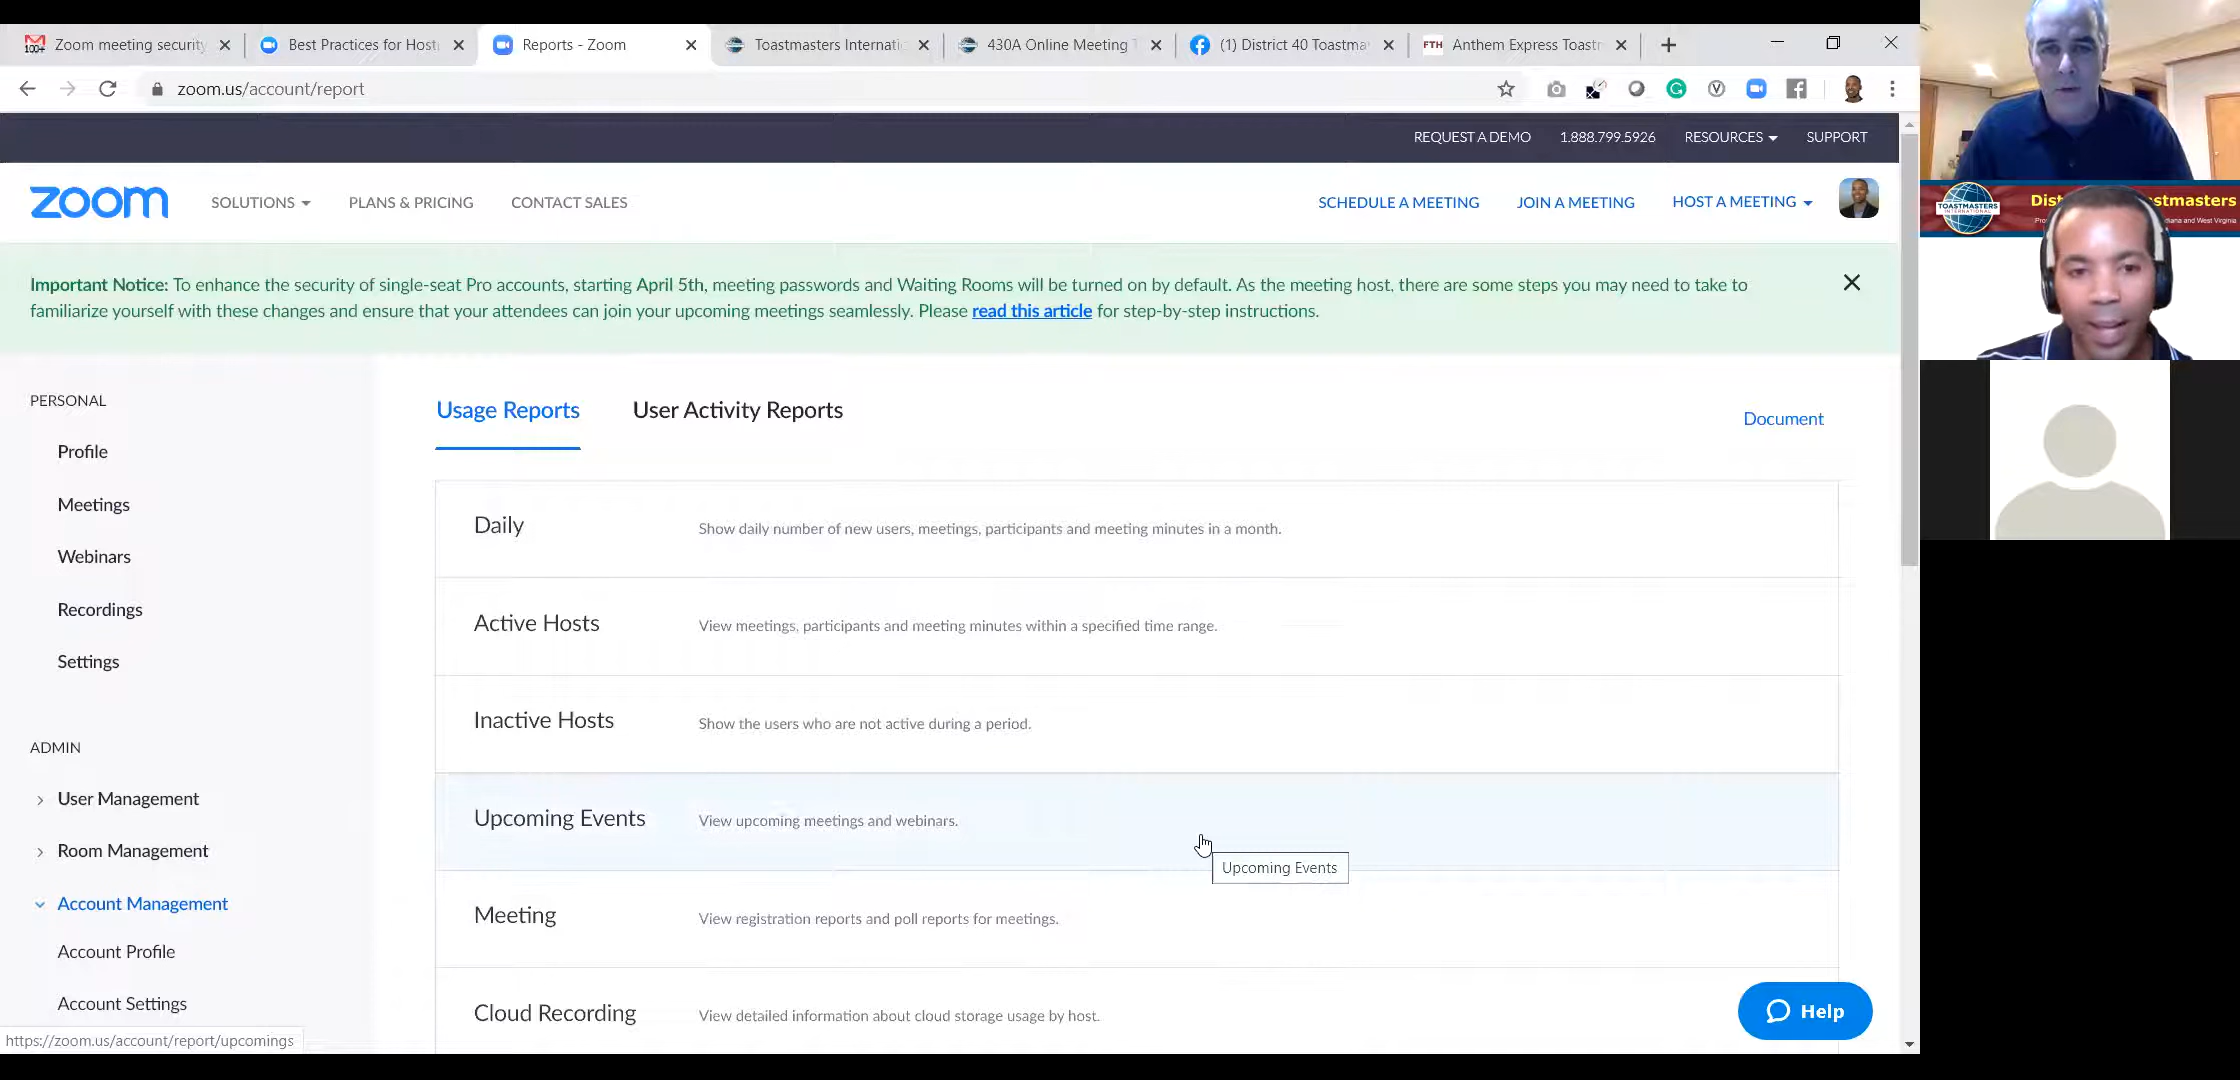 Zoom meeting security
Best Practices for Host
Reports - Zoom
Toastmasters Internatio
430A Online Meeting T
(1) District 40 Toastma
FTH
Anthem Express Toast
100+
zoom.us/account/report
REQUEST A DEMO
1.888.799.5926
RESOURCES
SUPPORT
zoom
SOLUTIONS
PLANS & PRICING
CONTACT SALES
SCHEDULE A MEETING
JOIN A MEETING
HOST A MEETING
Important Notice: To enhance the security of single-seat Pro accounts, starting April 5th, meeting passwords and Waiting Rooms will be turned on by default. As the meeting host, there are some steps you may need to take to
familiarize yourself with these changes and ensure that your attendees can join your upcoming meetings seamlessly. Please read this article for step-by-step instructions.
PERSONAL
Profile
Meetings
Webinars
Recordings
Settings
ADMIN
User Management
Room Management
Account Management
Account Profile
Account Settings
https://zoom.us/account/report/upcomings
Usage Reports
User Activity Reports
Document
Daily
Show daily number of new users, meetings, participants and meeting minutes in a month.
Active Hosts
View meetings, participants and meeting minutes within a specified time range.
Inactive Hosts
Show the users who are not active during a period.
Upcoming Events
View upcoming meetings and webinars.
Upcoming Events
Meeting
View registration reports and poll reports for meetings.
Cloud Recording
View detailed information about cloud storage usage by host.
Help
TOASTMASTERS
INTERNATIONAL
Dist
stmasters
diana and West Virginia